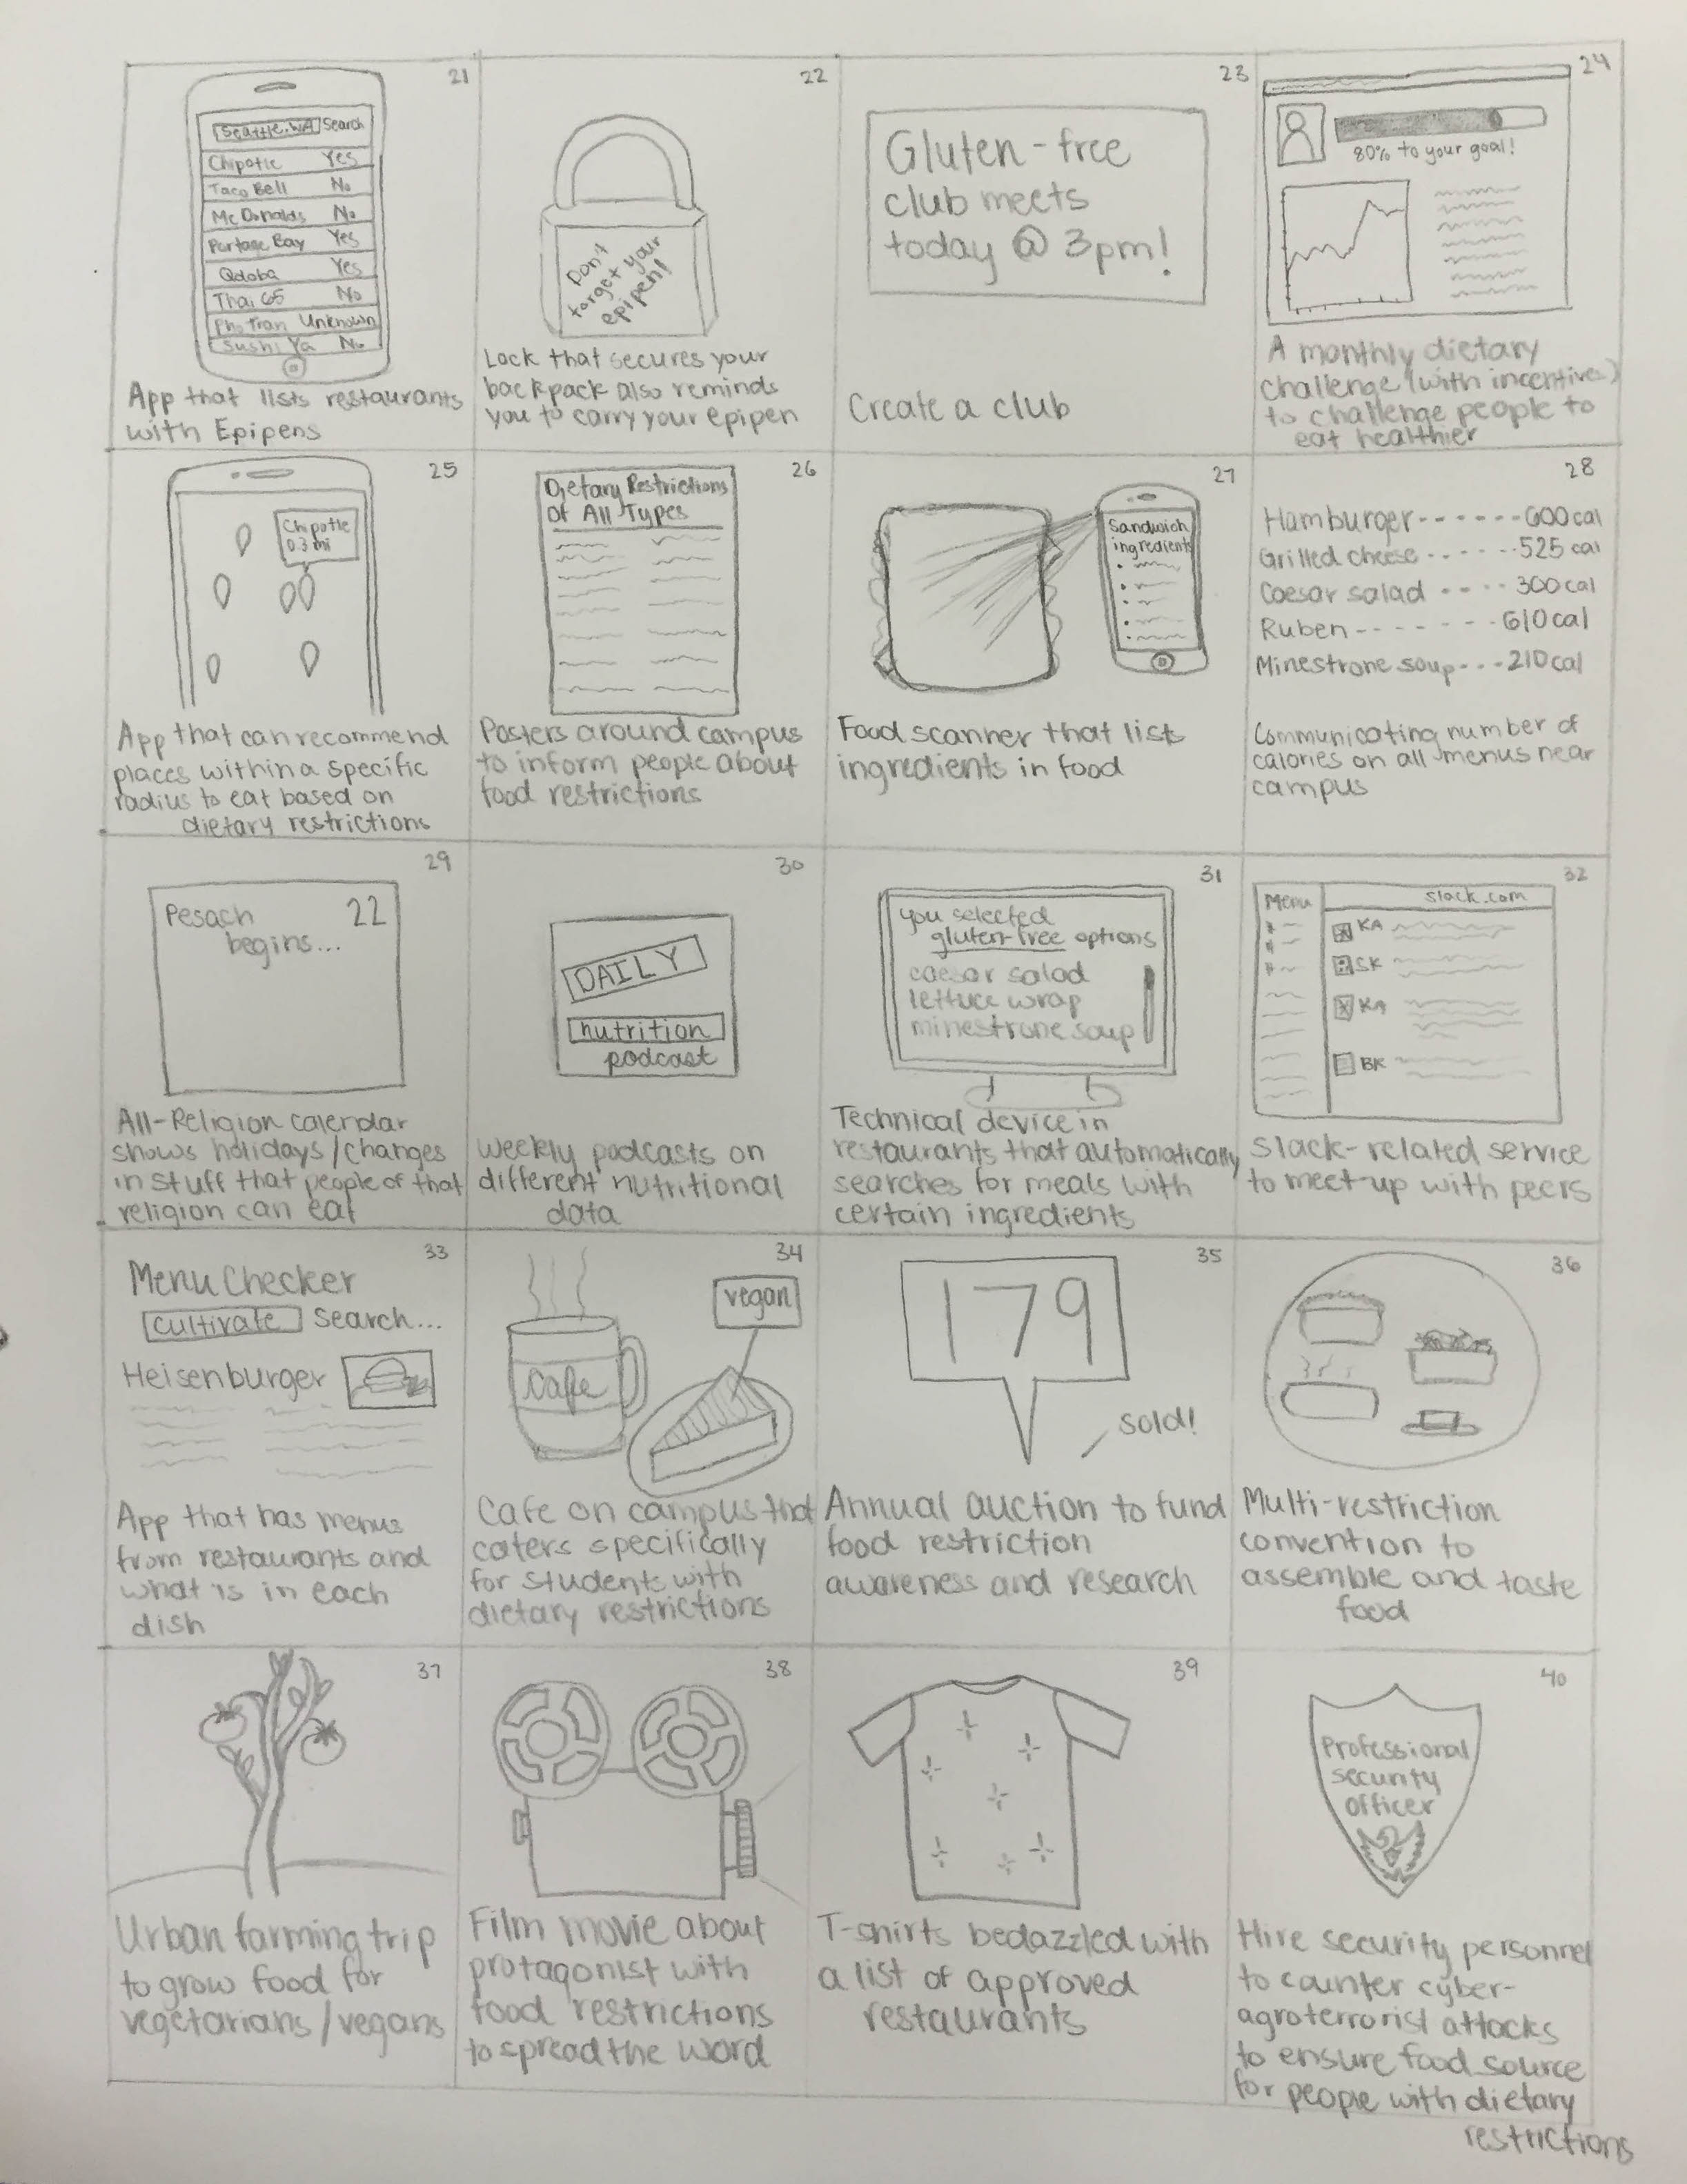 21
Seattle, WA Search
Chipotle Yes
Taco Bell No
McDonalds No
Portage Bay Yes
Qdoba Yes
Thai 65 No
Pho Tran Unknown
Sushi Ya No
App that lists restaurants
with Epipens
22
Don't
forget your
epipen!
Lock that secures your
backpack also reminds
you to carry your epipen
23
Gluten-free
club meets
today @ 3pm!
Create a club
24
80% to your goal!
A monthly dietary
challenge (with incentives)
to challenge people to
eat healthier
25
Chipotle
0.3 mi
App that can recommend
places within a specific
radius to eat based on
dietary restrictions
26
Dietary Restrictions
Of All Types
Posters around campus
to inform people about
food restrictions
27
Sandwich
ingredients
Food scanner that lists
ingredients in food
28
Hamburger------600cal
Grilled cheese------525 cal
Caesar salad ---- 300cal
Ruben-------610cal
Minestrone soup---210cal
Communicating number of
calories on all menus near
campus
29
Pesach 22
begins...
All-Religion calendar
shows holidays/changes
in stuff that people of that
religion can eat
30
DAILY
nutrition
podcast
Weekly podcasts on
different nutritional
data
31
you selected
gluten-free options
caesar salad
lettuce wrap
minestrone soup
Technical device in
restaurants that automatically
searches for meals with
certain ingredients
32
Menu slack.com
KA
SK
KA
BK
Slack-related service
to meet-up with peers
33
Menu Checker
cultivate Search...
Heisenburger
App that has menus
from restaurants and
what is in each
dish
34
vegan
Cafe
Cafe on campus that
caters specifically
for students with
dietary restrictions
35
179
sold!
Annual auction to fund
food restriction
awareness and research
36
Multi-restriction
convention to
assemble and taste
food
37
Urban farming trip
to grow food for
vegetarians/vegans
38
Film movie about
protagonist with
food restrictions
to spread the word
39
T-shirts bedazzled with
a list of approved
restaurants
40
Professional
security
officer
Hire security personnel
to counter cyber-
agroterrorist attacks
to ensure food source
for people with dietary
restrictions